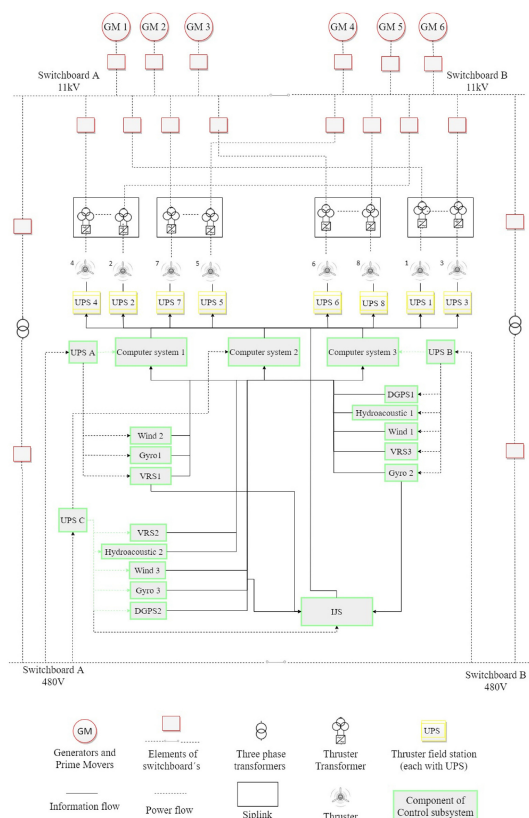 GM 1
GM 2
GM 3
GM 4
GM 5
GM 6
Switchboard A
11kV
Switchboard B
11kV
4
2
7
5
6
8
1
3
UPS 4
UPS 2
UPS 7
UPS 5
UPS 6
UPS 8
UPS 1
UPS 3
UPS A
Computer system 1
Computer system 2
Computer system 3
UPS B
DGPS1
Hydroacoustic 1
Wind 1
VRS3
Gyro 2
Wind 2
Gyro1
VRS1
UPS C
VRS2
Hydroacoustic 2
Wind 3
Gyro 3
DGPS2
IJS
Switchboard A
480V
Switchboard B
480V
GM
UPS
Generators and
Prime Movers
Elements of
switchboard's
Three phase
transformers
Thruster
Transformer
Thruster field station
(each with UPS)
Information flow
Power flow
Siplink
Thruster
Component of
Control subsystem